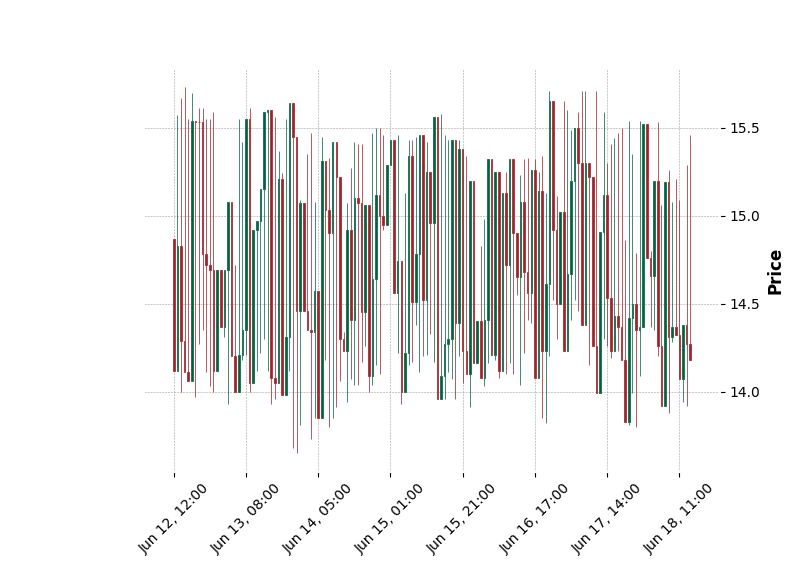 15.5
15.0
14.5
14.0
Price
Jun 12, 12:00
Jun 13, 08:00
Jun 14, 05:00
Jun 15, 01:00
Jun 15, 21:00
Jun 16, 17:00
Jun 17, 14:00
Jun 18, 11:00